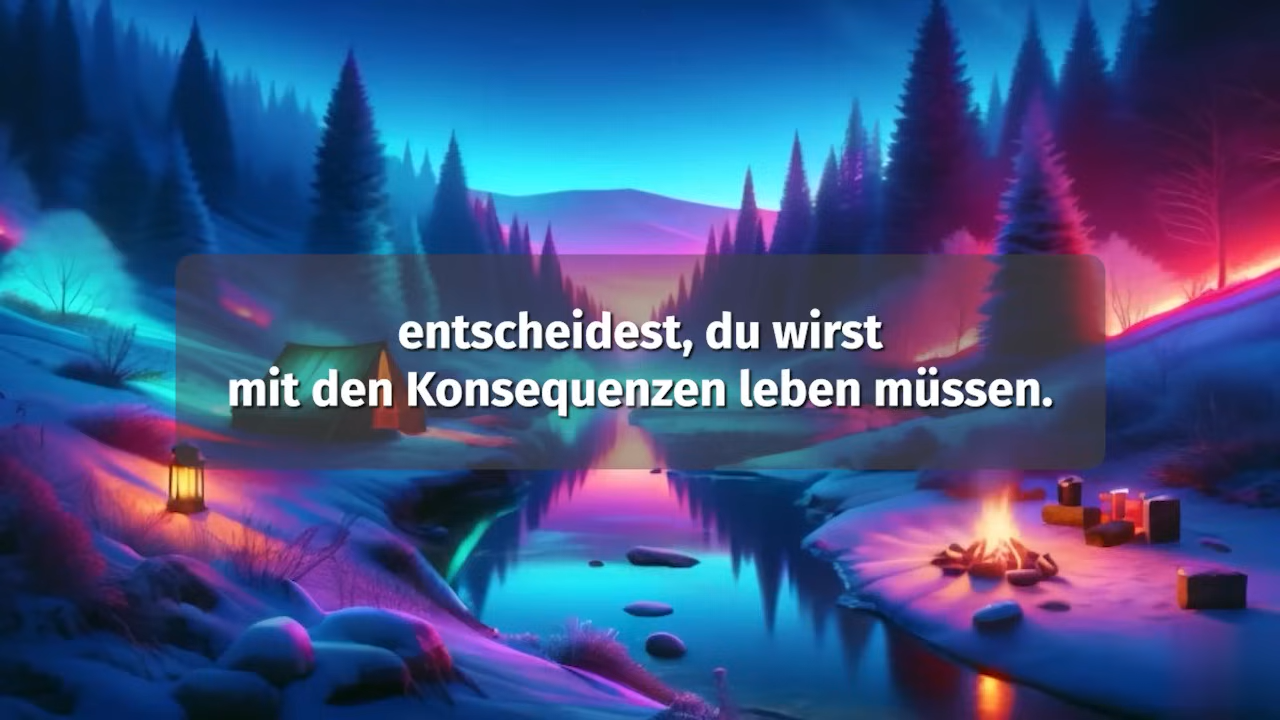 entscheidest, du wirst
mit den Konsequenzen leben müssen.